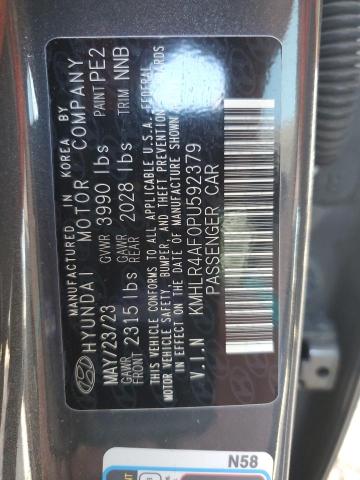 MANUFACTURED IN KOREA BY
HYUNDAI MOTOR COMPANY
MAY/23/23 GVWR 3990 lbs PAINT PE2
GAWR FRONT 2315 lbs GAWR REAR 2028 lbs TRIM NNB
THIS VEHICLE CONFORMS TO ALL APPLICABLE U.S.A. FEDERAL
MOTOR VEHICLE SAFETY, BUMPER, AND THEFT PREVENTION STANDARDS
IN EFFECT ON THE DATE OF MANUFACTURE SHOWN ABOVE.
V.I.N KMHLR4AF0PU592379
PASSENGER CAR
N58